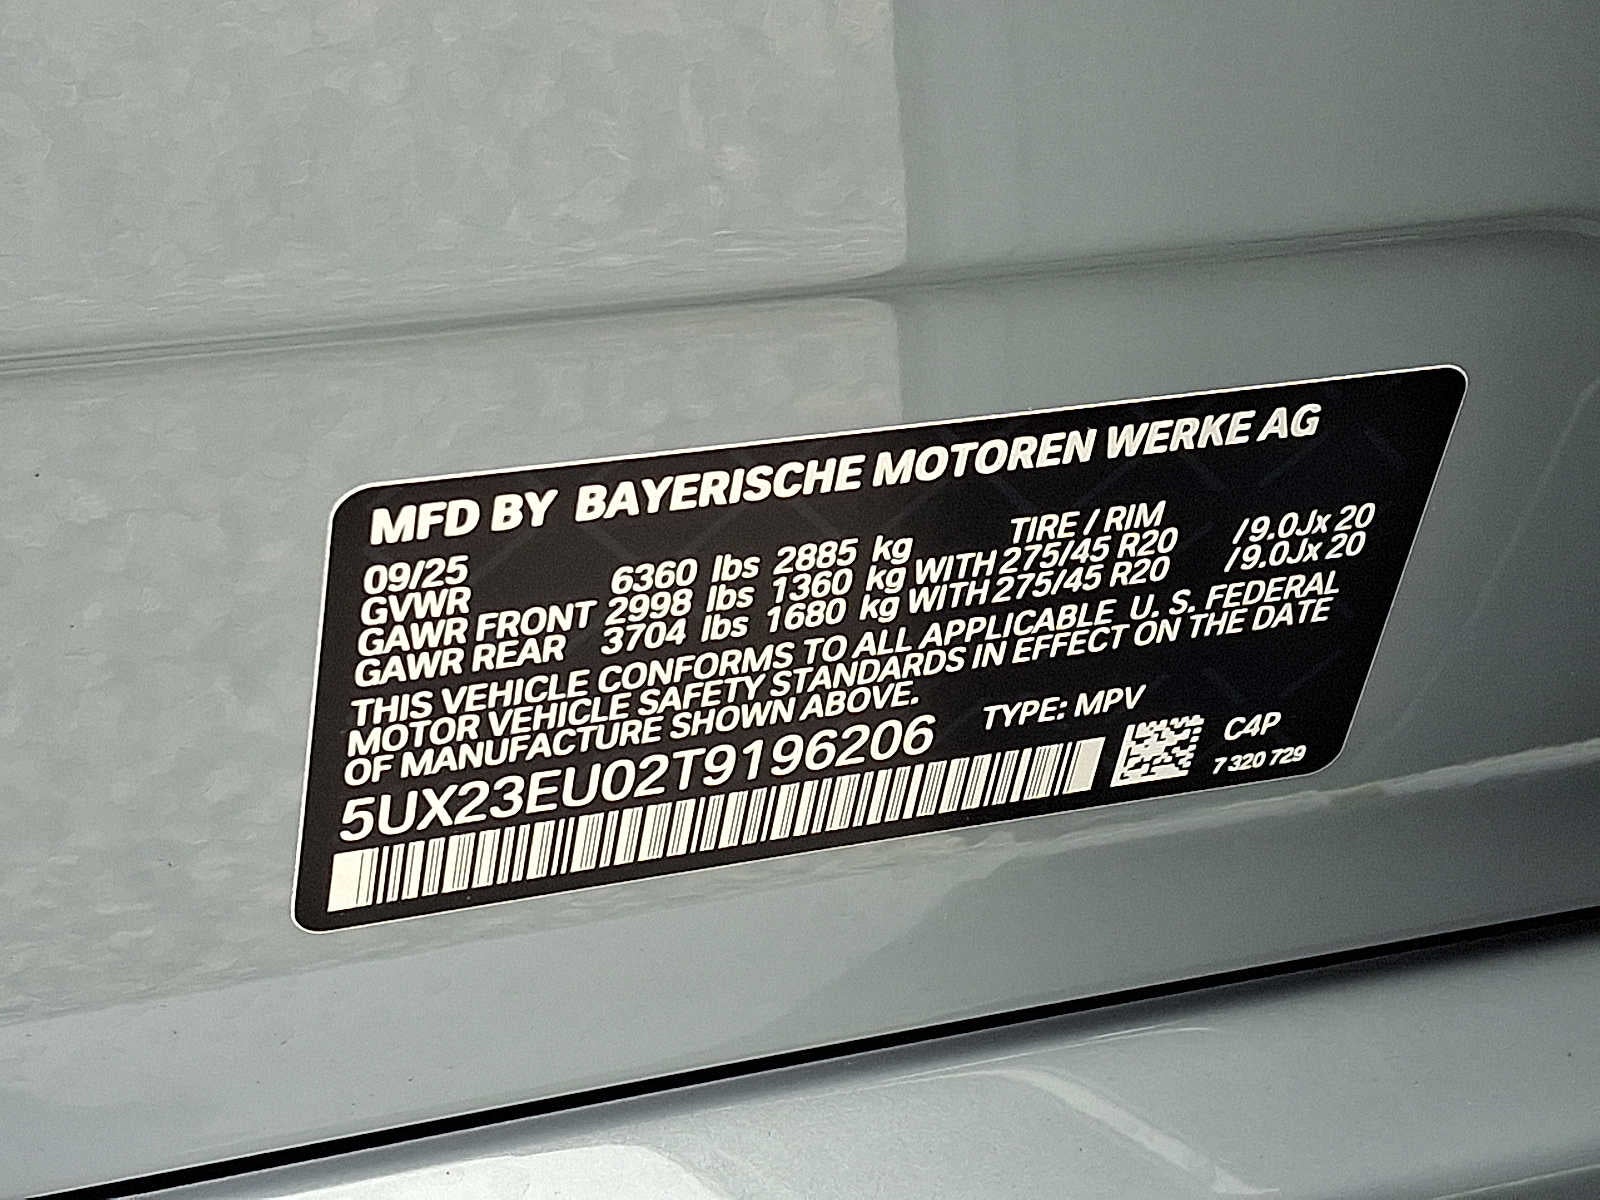 MFD BY BAYERISCHE MOTOREN WERKE AG
09/25 TIRE / RIM
GVWR 6360 lbs 2885 kg
GAWR FRONT 2998 lbs 1360 kg WITH 275/45 R20 / 9.0Jx 20
GAWR REAR 3704 lbs 1680 kg WITH 275/45 R20 / 9.0Jx 20
THIS VEHICLE CONFORMS TO ALL APPLICABLE U. S. FEDERAL
MOTOR VEHICLE SAFETY STANDARDS IN EFFECT ON THE DATE
OF MANUFACTURE SHOWN ABOVE.
5UX23EU02T9196206 TYPE: MPV
C4P
7 320 729